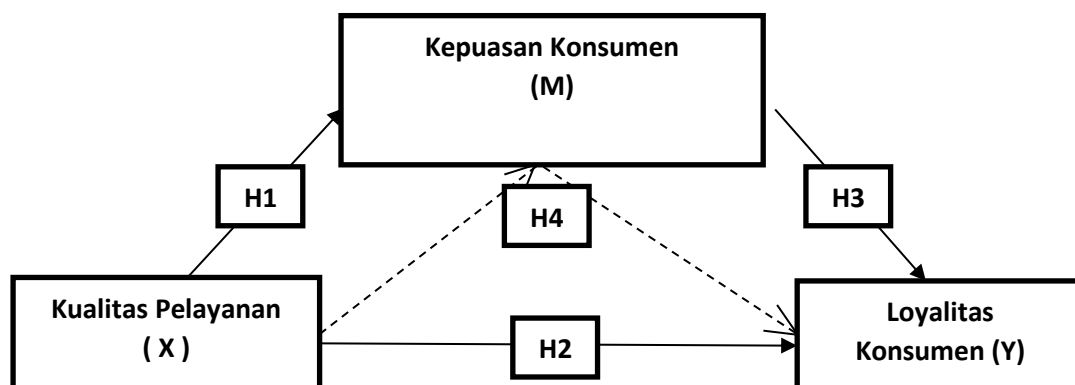 Kepuasan Konsumen
(M)
H1
H4
H3
Kualitas Pelayanan
( X )
H2
Loyalitas
Konsumen (Y)